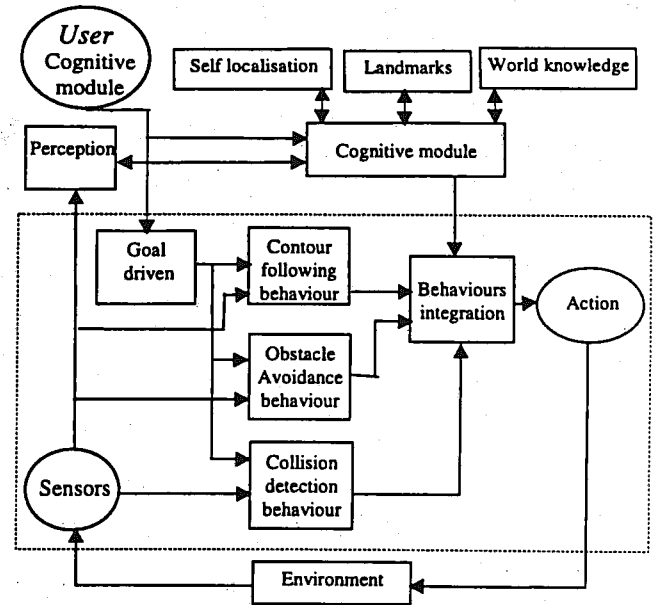 User
Cognitive
module
Self localisation
Landmarks
World knowledge
Perception
Cognitive module
Goal
driven
Contour
following
behaviour
Behaviours
integration
Action
Obstacle
Avoidance
behaviour
Sensors
Collision
detection
behaviour
Environment